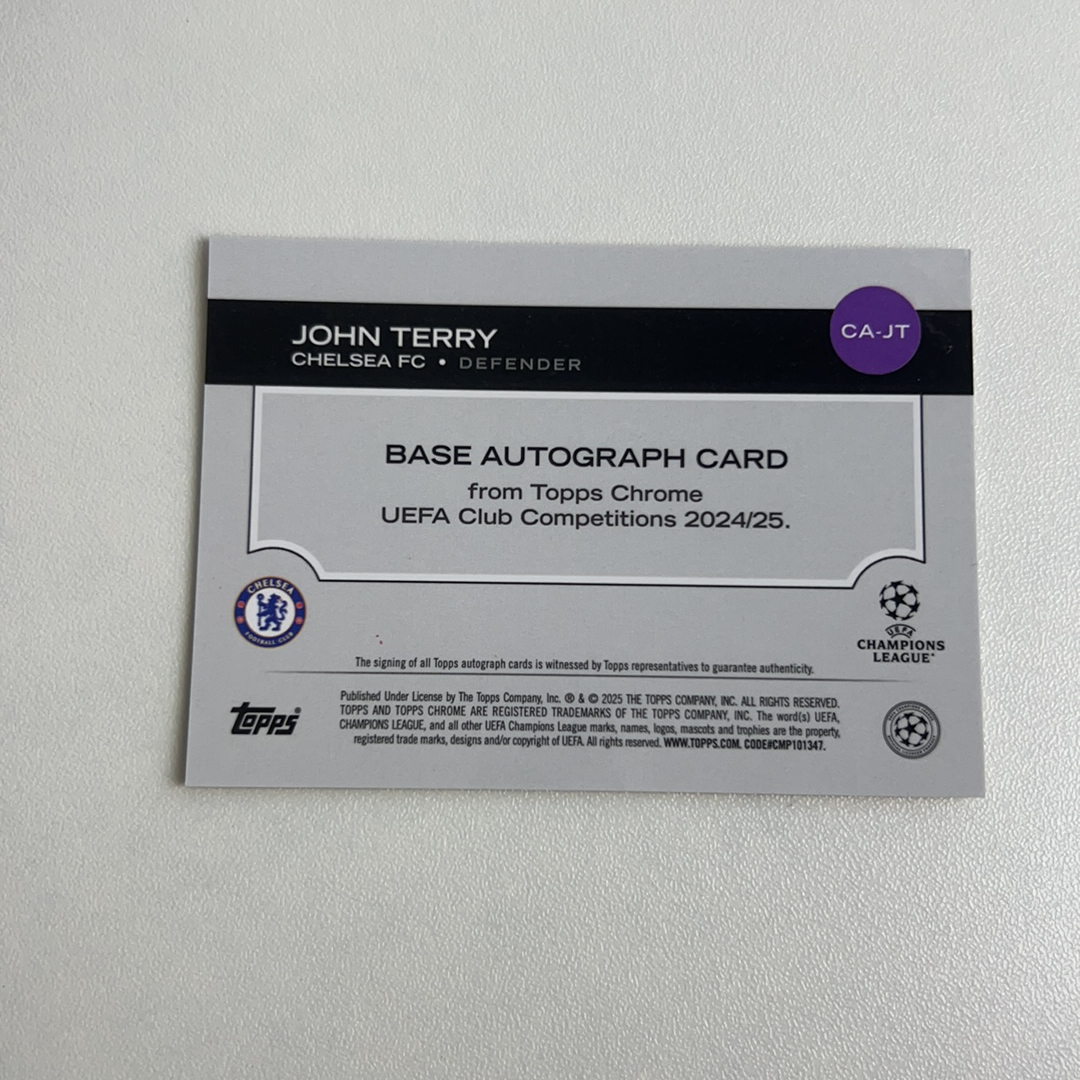 JOHN TERRY
CHELSEA FC • DEFENDER
CA-JT
BASE AUTOGRAPH CARD
from Topps Chrome
UEFA Club Competitions 2024/25.
CHELSEA
FOOTBALL CLUB
UEFA
CHAMPIONS
LEAGUE
The signing of all Topps autograph cards is witnessed by Topps representatives to guarantee authenticity.
topps®
Published Under License by The Topps Company, Inc. ® & © 2025 THE TOPPS COMPANY, INC. ALL RIGHTS RESERVED.
TOPPS AND TOPPS CHROME ARE REGISTERED TRADEMARKS OF THE TOPPS COMPANY, INC. The word(s) UEFA,
CHAMPIONS LEAGUE, and all other UEFA Champions League marks, names, logos, mascots and trophies are the property,
registered trade marks, designs and/or copyright of UEFA. All rights reserved. WWW.TOPPS.COM. CODE#CMP101347.